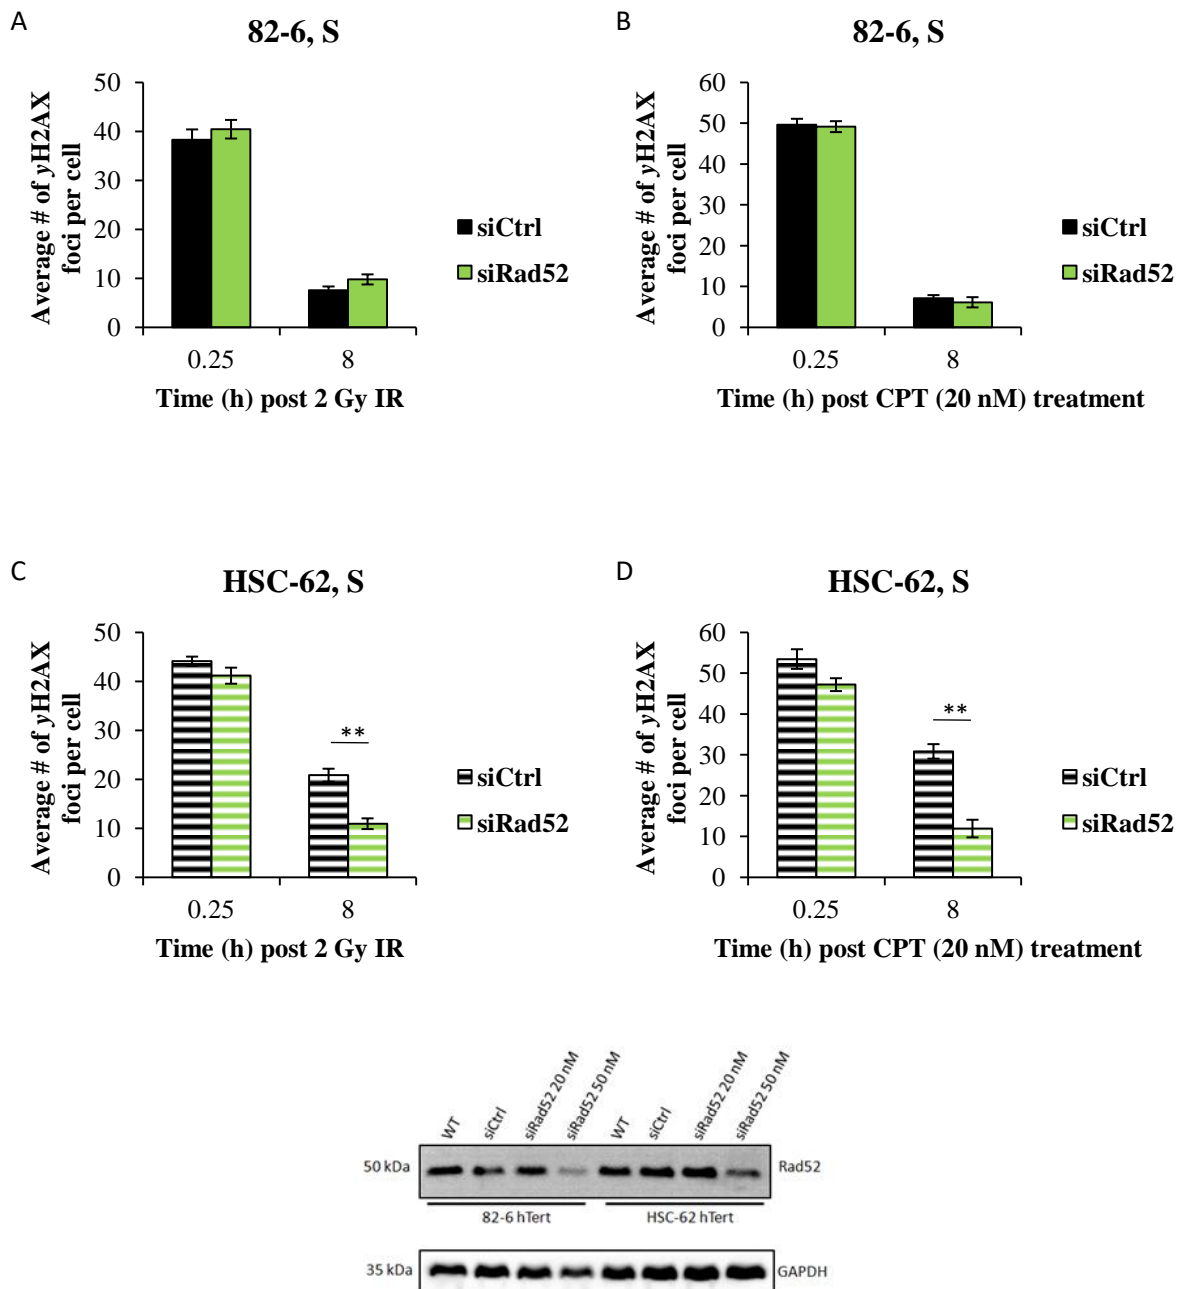 A
82-6, S
50
40
30
20
10
0
Average # of γH2AX
foci per cell
siCtrl
siRad52
0.25 8
Time (h) post 2 Gy IR
B
82-6, S
60
50
40
30
20
10
0
Average # of γH2AX
foci per cell
siCtrl
siRad52
0.25 8
Time (h) post CPT (20 nM) treatment
C
HSC-62, S
50
40
30
20
10
0
Average # of γH2AX
foci per cell
**
siCtrl
siRad52
0.25 8
Time (h) post 2 Gy IR
D
HSC-62, S
60
50
40
30
20
10
0
Average # of γH2AX
foci per cell
**
siCtrl
siRad52
0.25 8
Time (h) post CPT (20 nM) treatment
WT siCtrl siRad52 20 nM siRad52 50 nM WT siCtrl siRad52 20 nM siRad52 50 nM
50 kDa Rad52
82-6 hTert HSC-62 hTert
35 kDa GAPDH